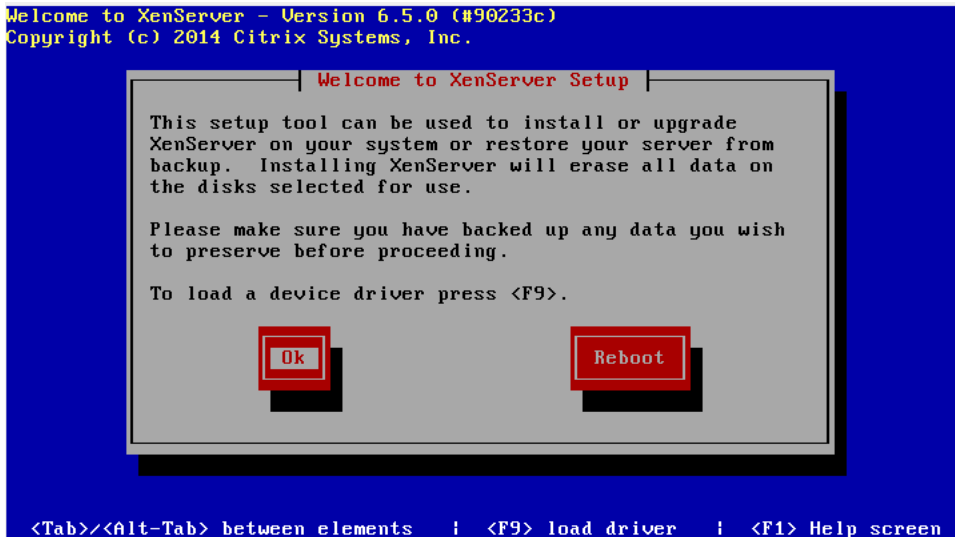 Welcome to XenServer - Version 6.5.0 (#90233c)
Copyright (c) 2014 Citrix Systems, Inc.
Welcome to XenServer Setup
This setup tool can be used to install or upgrade
XenServer on your system or restore your server from
backup.  Installing XenServer will erase all data on
the disks selected for use.
Please make sure you have backed up any data you wish
to preserve before proceeding.
To load a device driver press <F9>.
Ok Reboot
<Tab>/<Alt-Tab> between elements | <F9> load driver | <F1> Help screen